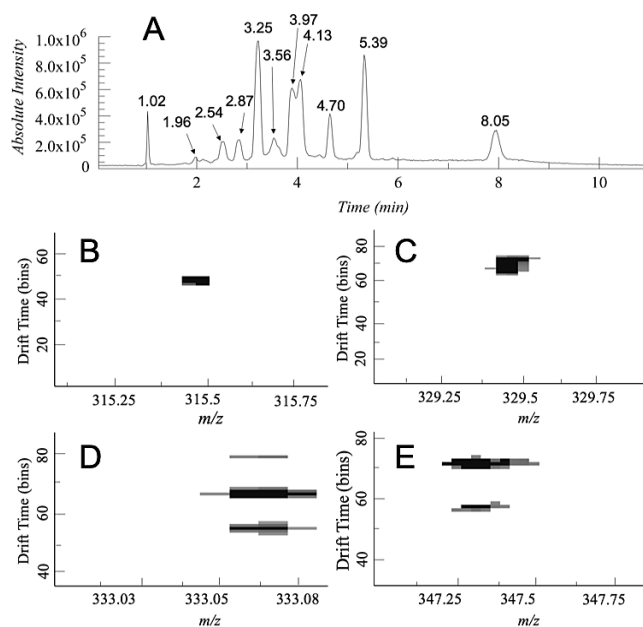 A
Absolute Intensity
1.0x10⁶
8.0x10⁵
6.0x10⁵
4.0x10⁵
2.0x10⁵
0
1.02
1.96
2.54
2.87
3.25
3.56
3.97
4.13
4.70
5.39
8.05
2 4 6 8 10
Time (min)
B
Drift Time (bins)
60
40
20
315.25 315.5 315.75
m/z
C
Drift Time (bins)
80
60
40
20
329.25 329.5 329.75
m/z
D
Drift Time (bins)
80
60
40
333.03 333.05 333.08
m/z
E
Drift Time (bins)
80
60
40
347.25 347.5 347.75
m/z